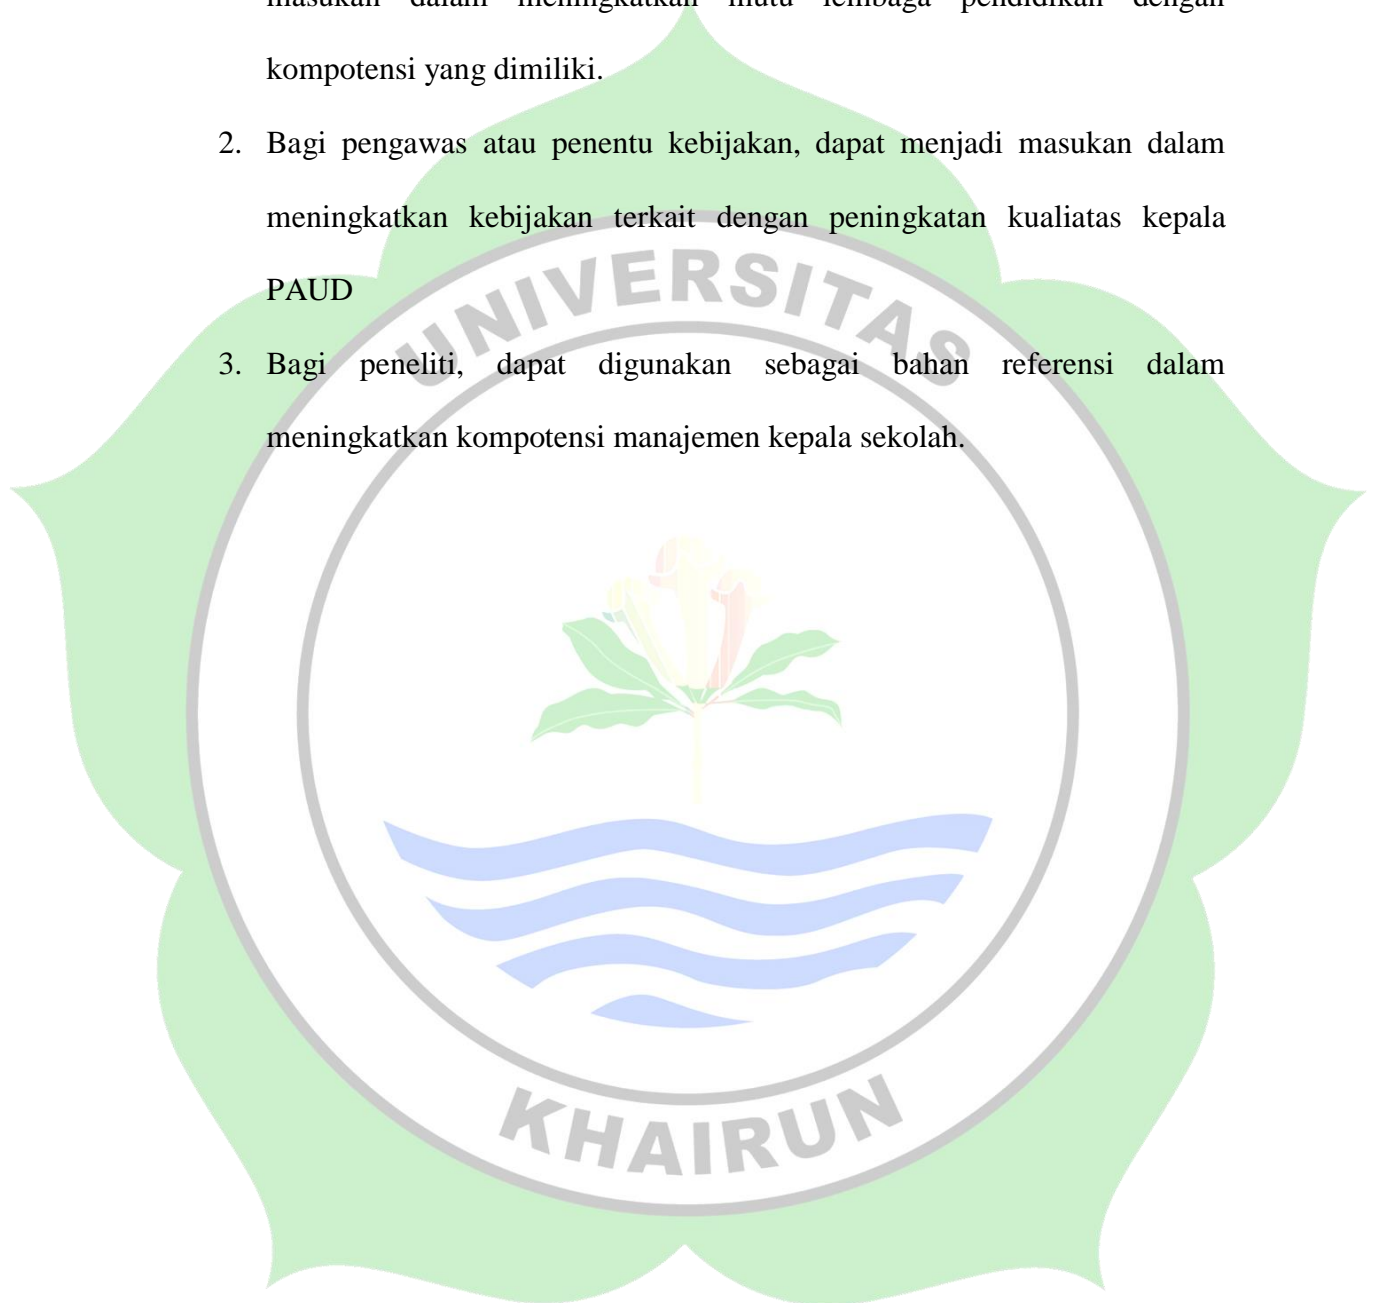 masukan dalam meningkatkan mutu lembaga pendidikan dengan
kompotensi yang dimiliki.
2. Bagi pengawas atau penentu kebijakan, dapat menjadi masukan dalam
meningkatkan kebijakan terkait dengan peningkatan kualiatas kepala
PAUD
3. Bagi peneliti, dapat digunakan sebagai bahan referensi dalam
meningkatkan kompotensi manajemen kepala sekolah.
UNIVERSITAS
KHAIRUN